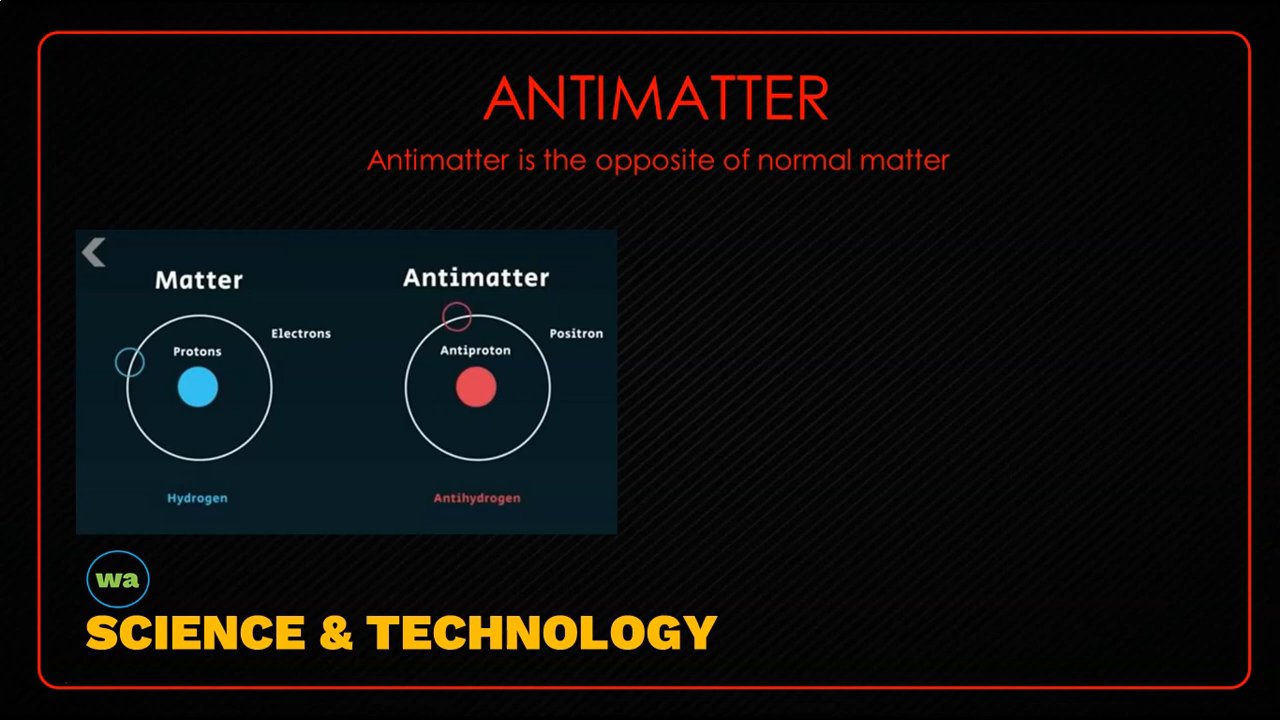 ANTIMATTER
Antimatter is the opposite of normal matter
Matter
Antimatter
Electrons
Positron
Protons
Antiproton
Hydrogen
Antihydrogen
wa
SCIENCE & TECHNOLOGY